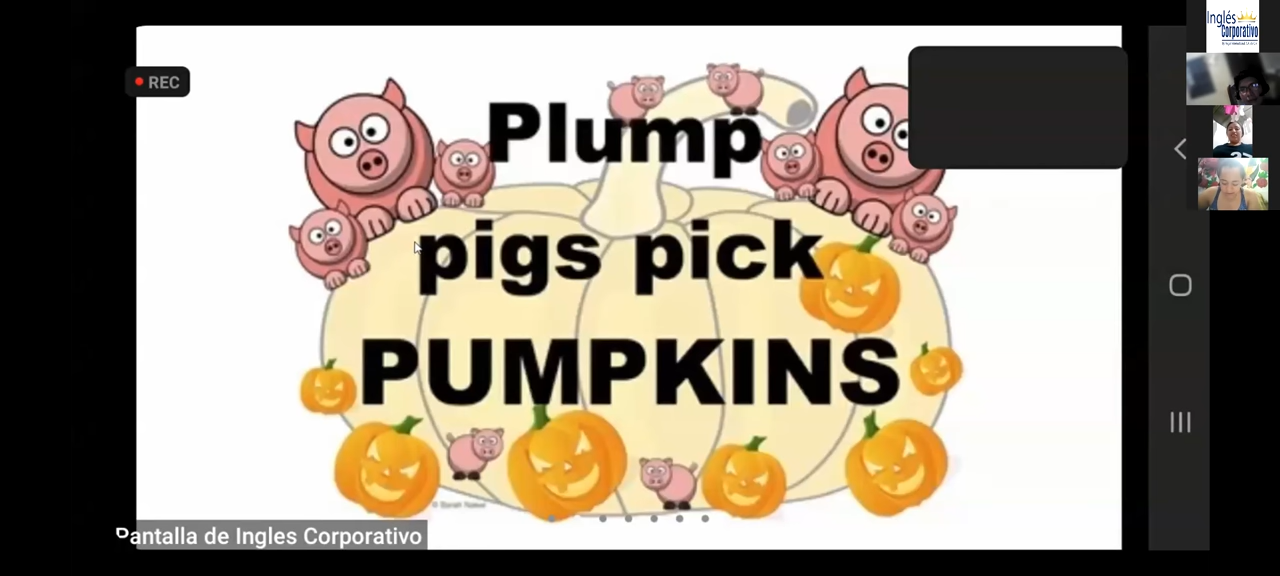 REC
Inglés
Corporativo
Plump
pigs pick
PUMPKINS
Pantalla de Ingles Corporativo